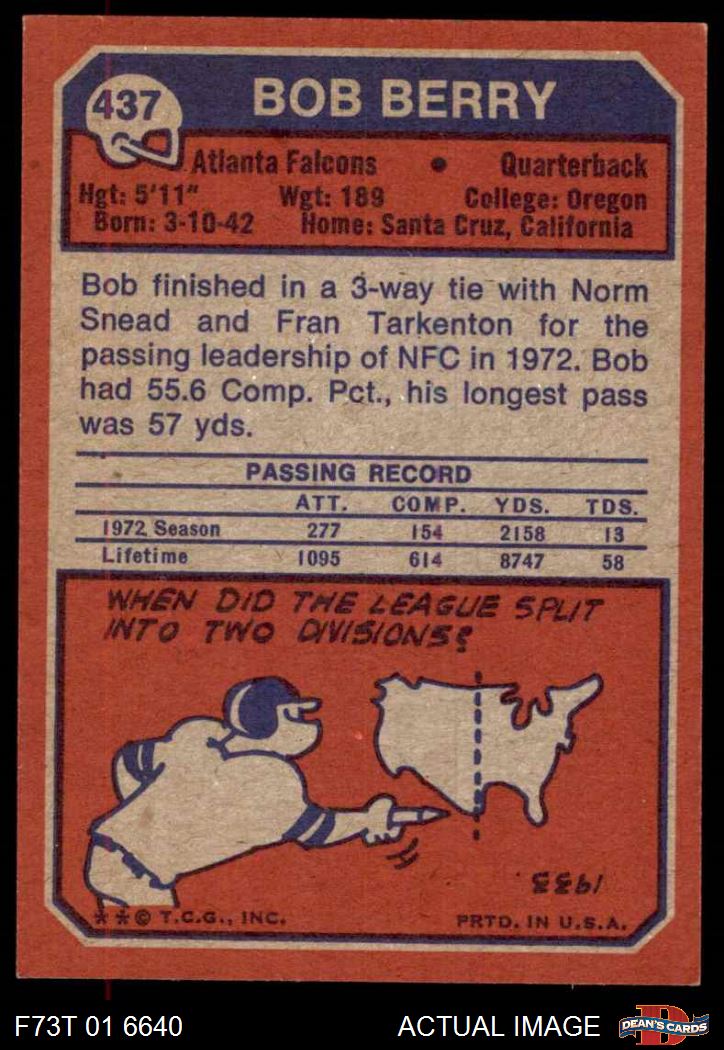 437
BOB BERRY
Atlanta Falcons • Quarterback
Hgt: 5'11" Wgt: 189 College: Oregon
Born: 3-10-42 Home: Santa Cruz, California
Bob finished in a 3-way tie with Norm
Snead and Fran Tarkenton for the
passing leadership of NFC in 1972. Bob
had 55.6 Comp. Pct., his longest pass
was 57 yds.
PASSING RECORD
ATT. COMP. YDS. TDS.
1972 Season 277 154 2158 13
Lifetime 1095 614 8747 58
WHEN DID THE LEAGUE SPLIT
INTO TWO DIVISIONS?
1933
**© T.C.G., INC. PRTD. IN U.S.A.
F73T 01 6640 ACTUAL IMAGE D DEAN'S CARDS